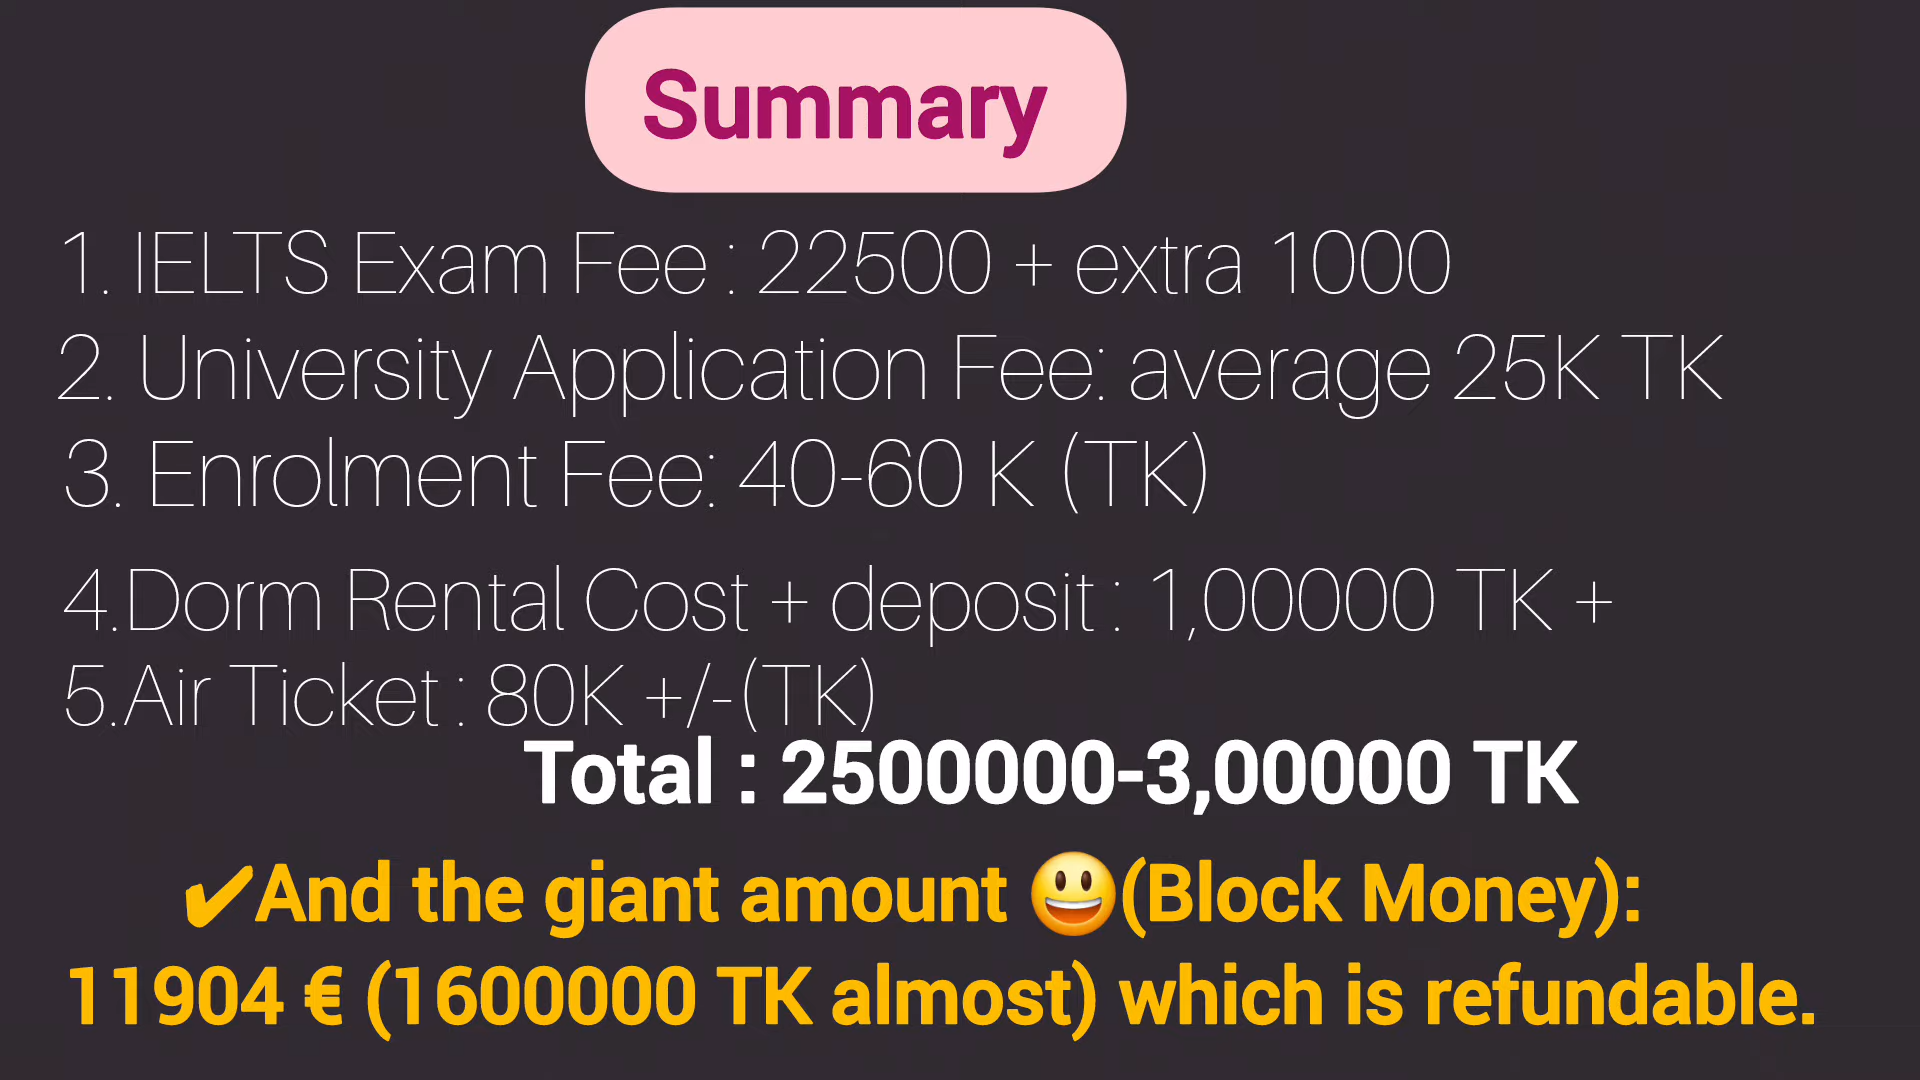 Summary
1. IELTS Exam Fee : 22500 + extra 1000
2. University Application Fee: average 25K TK
3. Enrolment Fee: 40-60 K (TK)
4.Dorm Rental Cost + deposit : 1,00000 TK +
5.Air Ticket : 80K +/-(TK)
Total : 2500000-3,00000 TK
✔And the giant amount 😃(Block Money):
11904 € (1600000 TK almost) which is refundable.